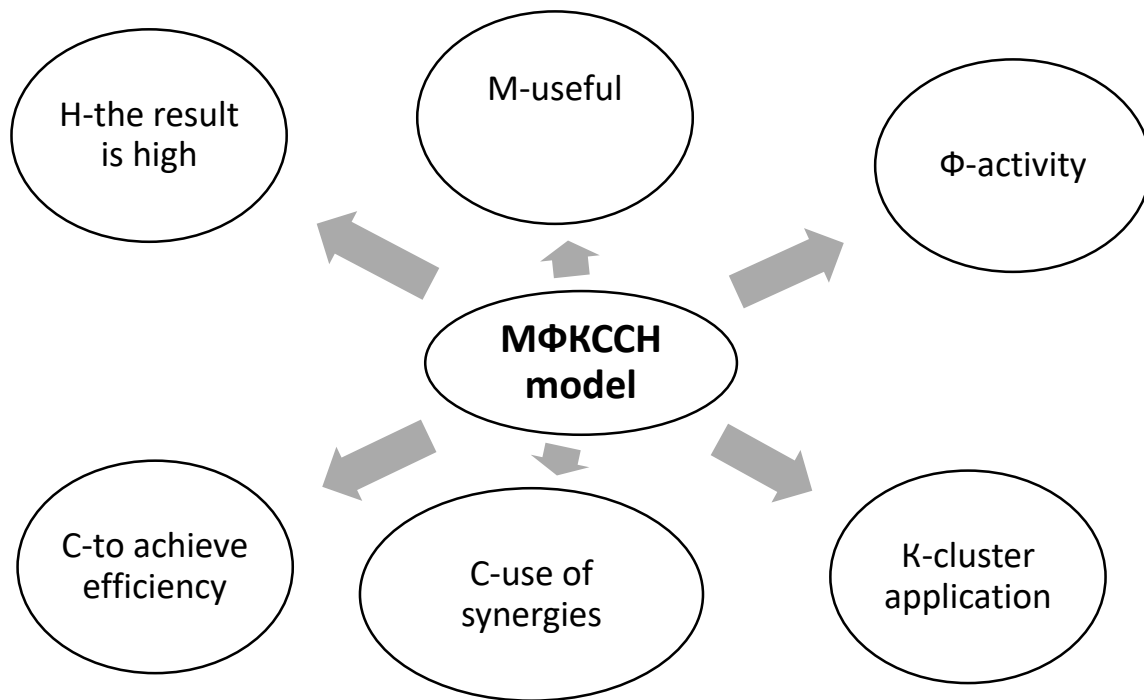 H-the result
is high
M-useful
Ф-activity
МФКССН
model
C-to achieve
efficiency
C-use of
synergies
К-cluster
application